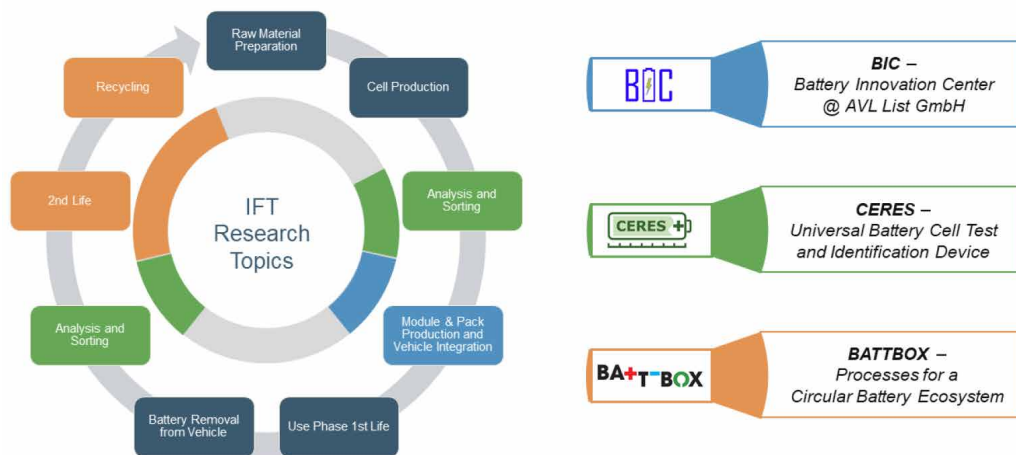 Raw Material
Preparation
Cell Production
Analysis and
Sorting
Module & Pack
Production and
Vehicle Integration
Use Phase 1st Life
Battery Removal
from Vehicle
Analysis and
Sorting
2nd Life
Recycling
IFT
Research
Topics
BIC
BIC –
Battery Innovation Center
@ AVL List GmbH
CERES
CERES –
Universal Battery Cell Test
and Identification Device
BA+T-BOX
BATTBOX –
Processes for a
Circular Battery Ecosystem